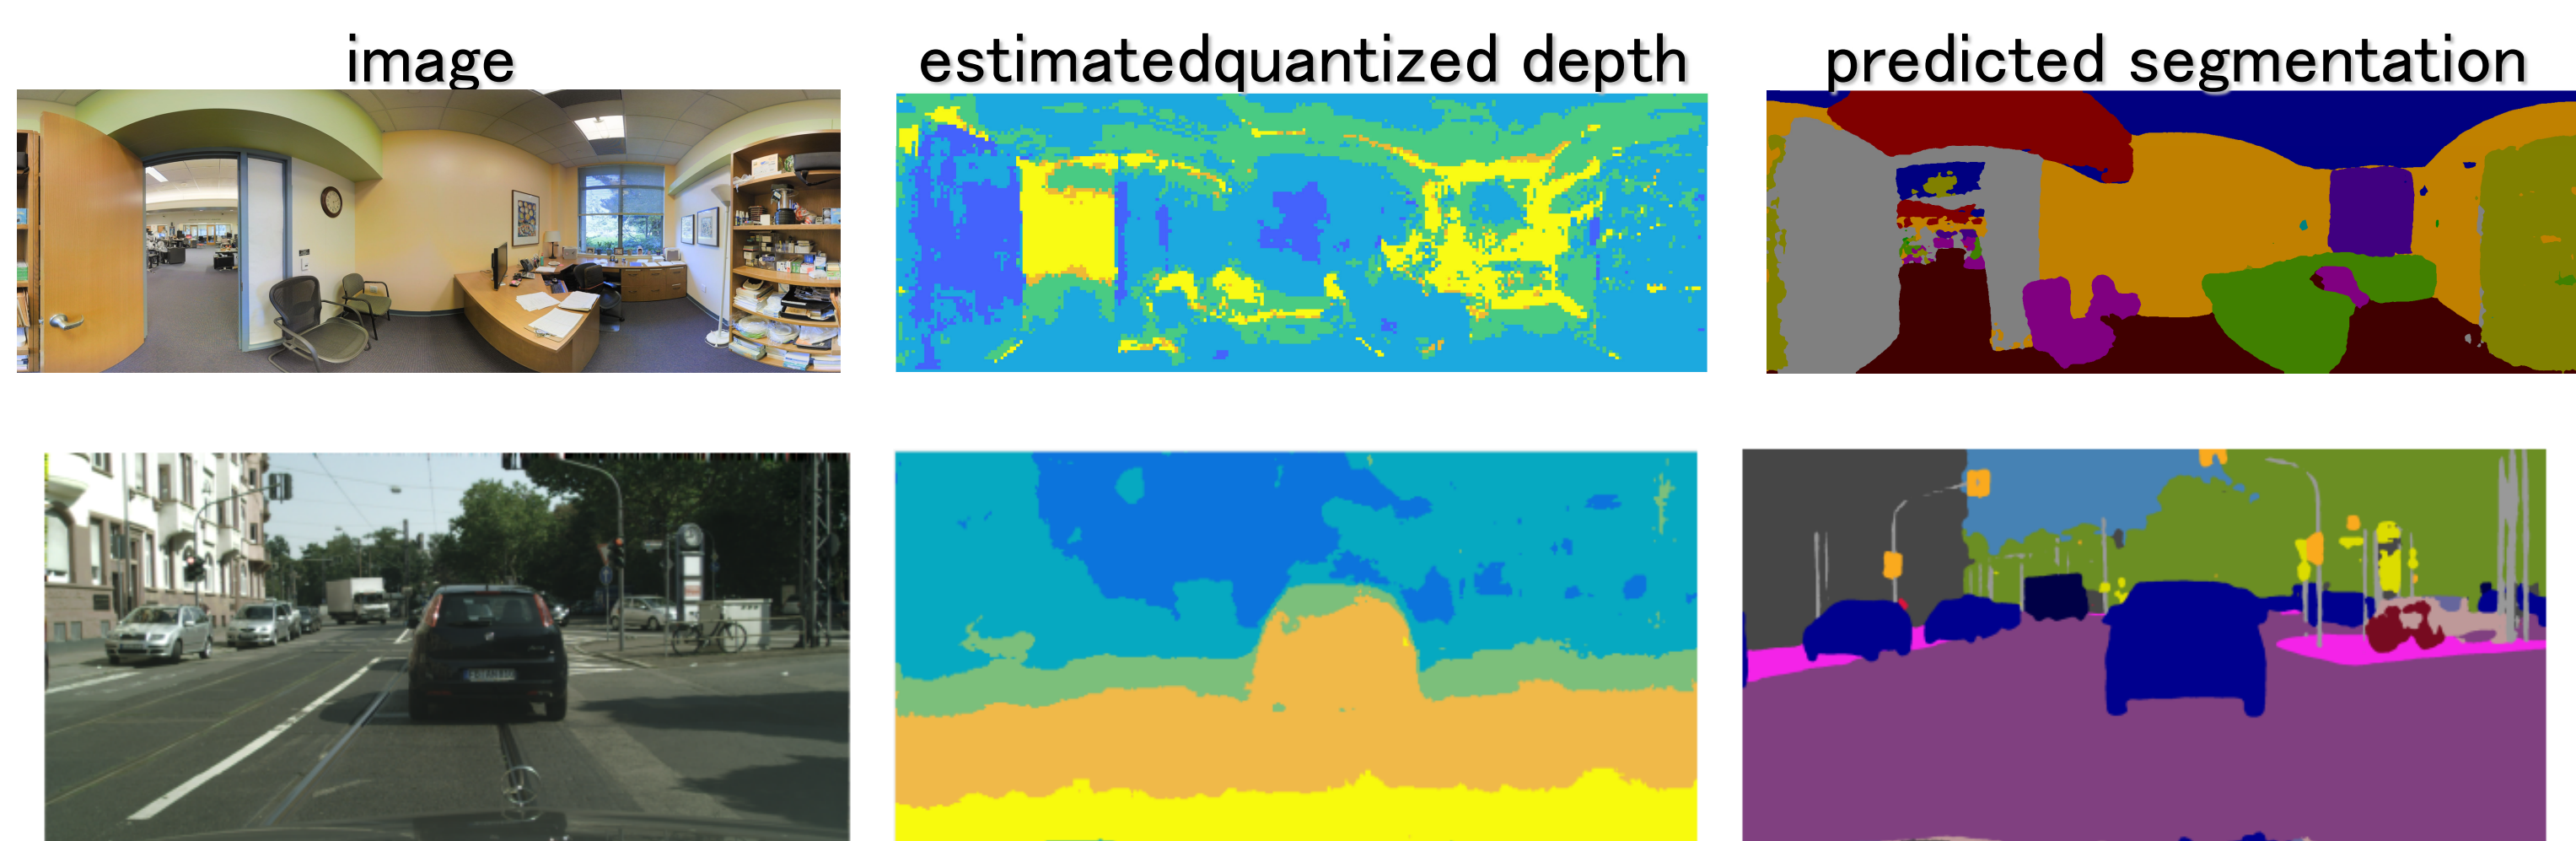 image
estimatedquantized depth
predicted segmentation